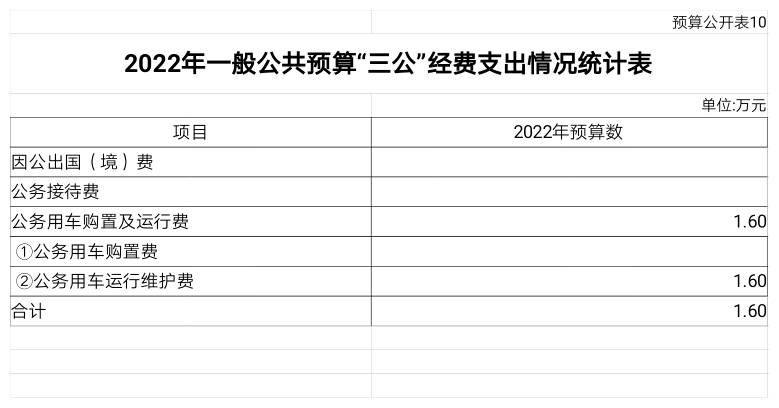 预算公开表10
2022年一般公共预算“三公”经费支出情况统计表
单位:万元
项目 2022年预算数
因公出国（境）费
公务接待费
公务用车购置及运行费 1.60
①公务用车购置费
②公务用车运行维护费 1.60
合计 1.60